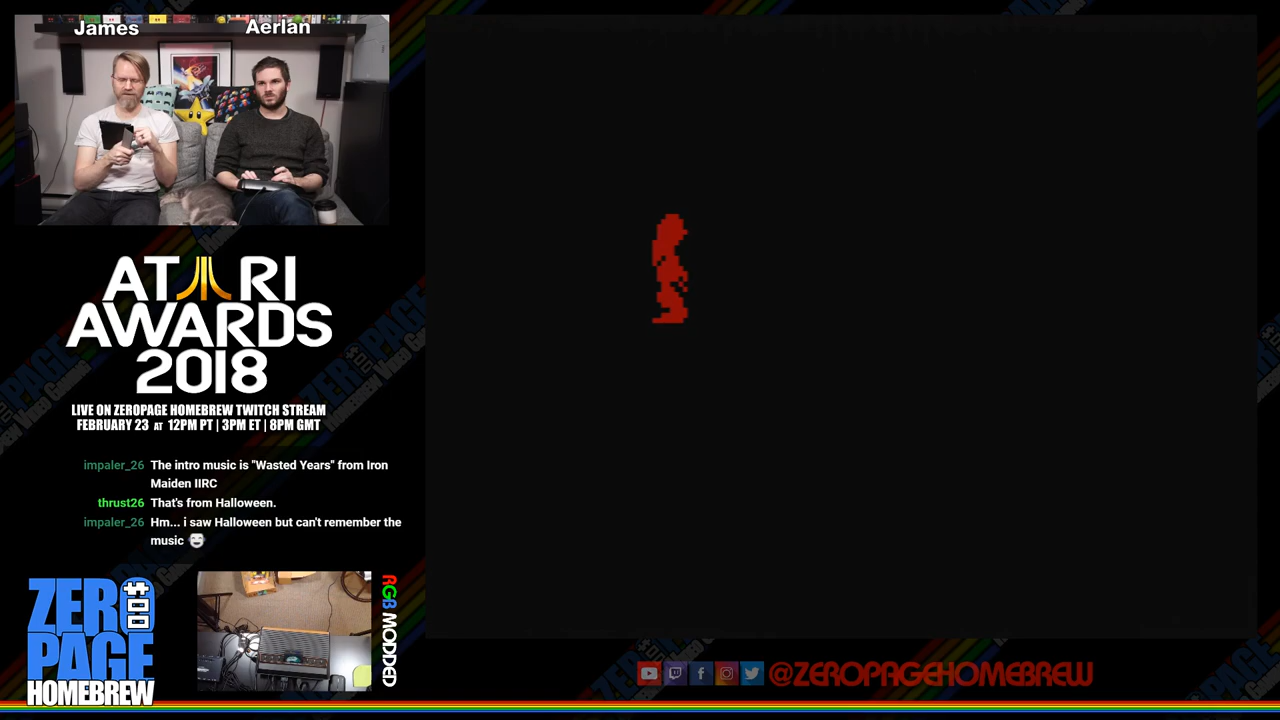 James
Aerlan
ATARI
AWARDS
2018
LIVE ON ZEROPAGE HOMEBREW TWITCH STREAM
FEBRUARY 23 AT 12PM PT | 3PM ET | 8PM GMT
impaler_26 The intro music is "Wasted Years" from Iron
Maiden IIRC
thrust26 That's from Halloween.
impaler_26 Hm... i saw Halloween but can't remember the
music
ZERO
$00
PAGE
HOMEBREW
RGB MODDED
@ZEROPAGEHOMEBREW